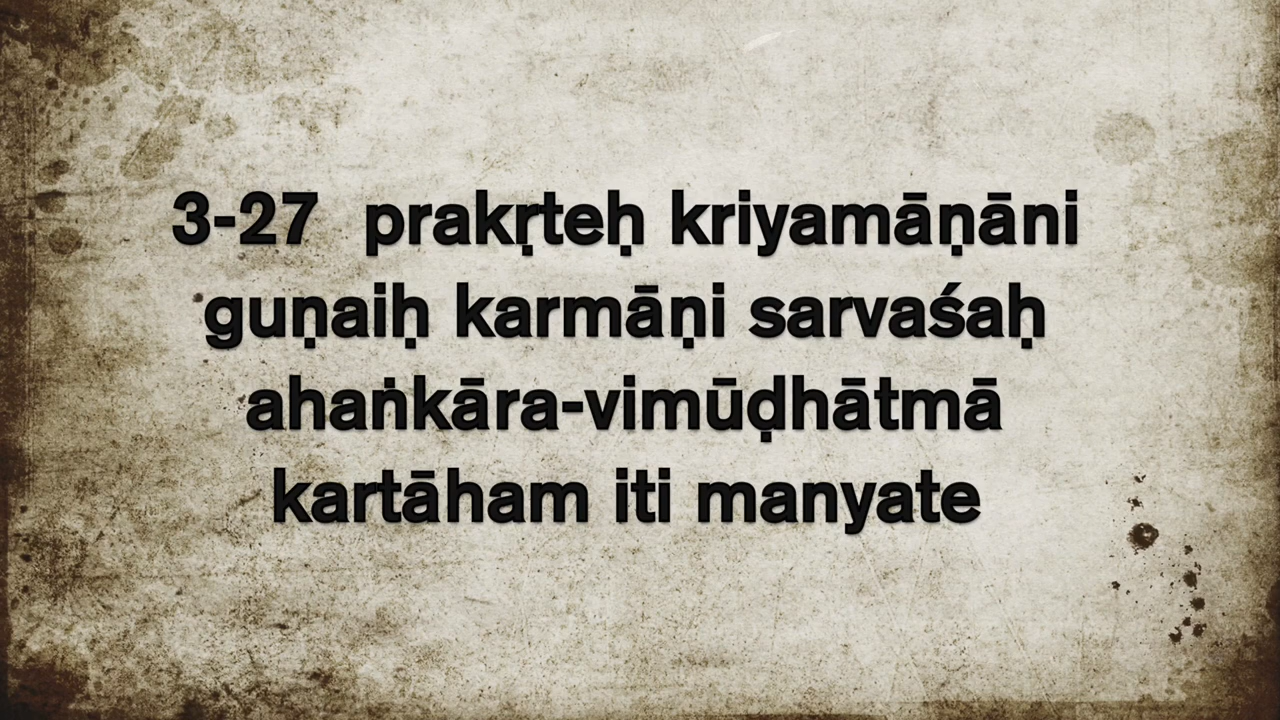 3-27 prakṛteḥ kriyamāṇāni
guṇaiḥ karmāṇi sarvaśaḥ
ahaṅkāra-vimūḍhātmā
kartāham iti manyate